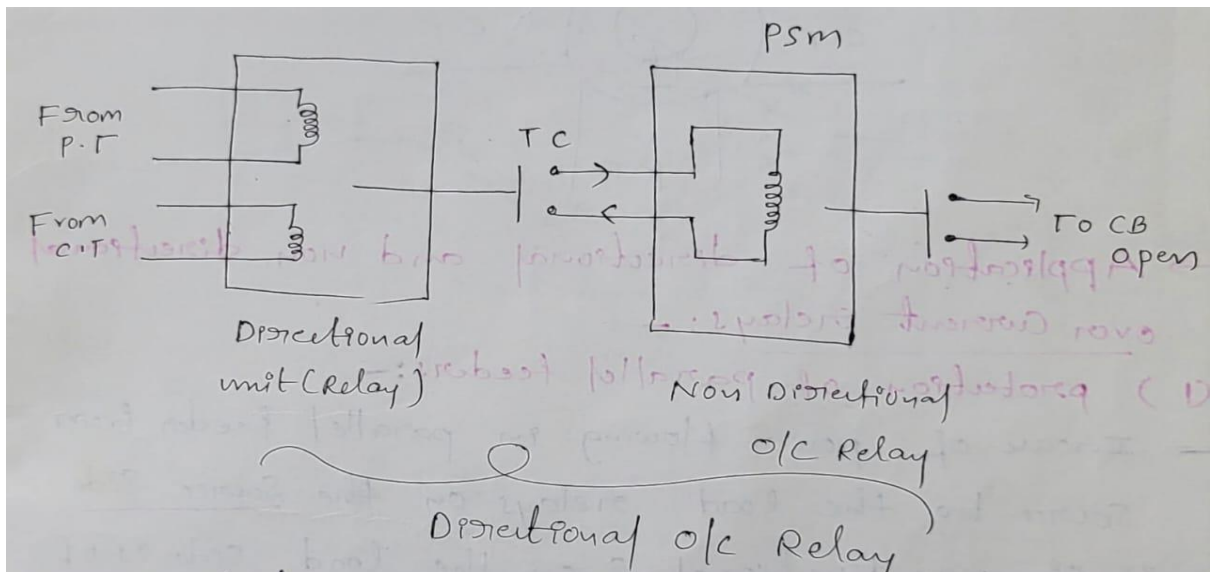 PSM
From
P.T
TC
From
C.T
To CB
open
Directional
unit (Relay)
Non Directional
O/C Relay
Directional O/C Relay